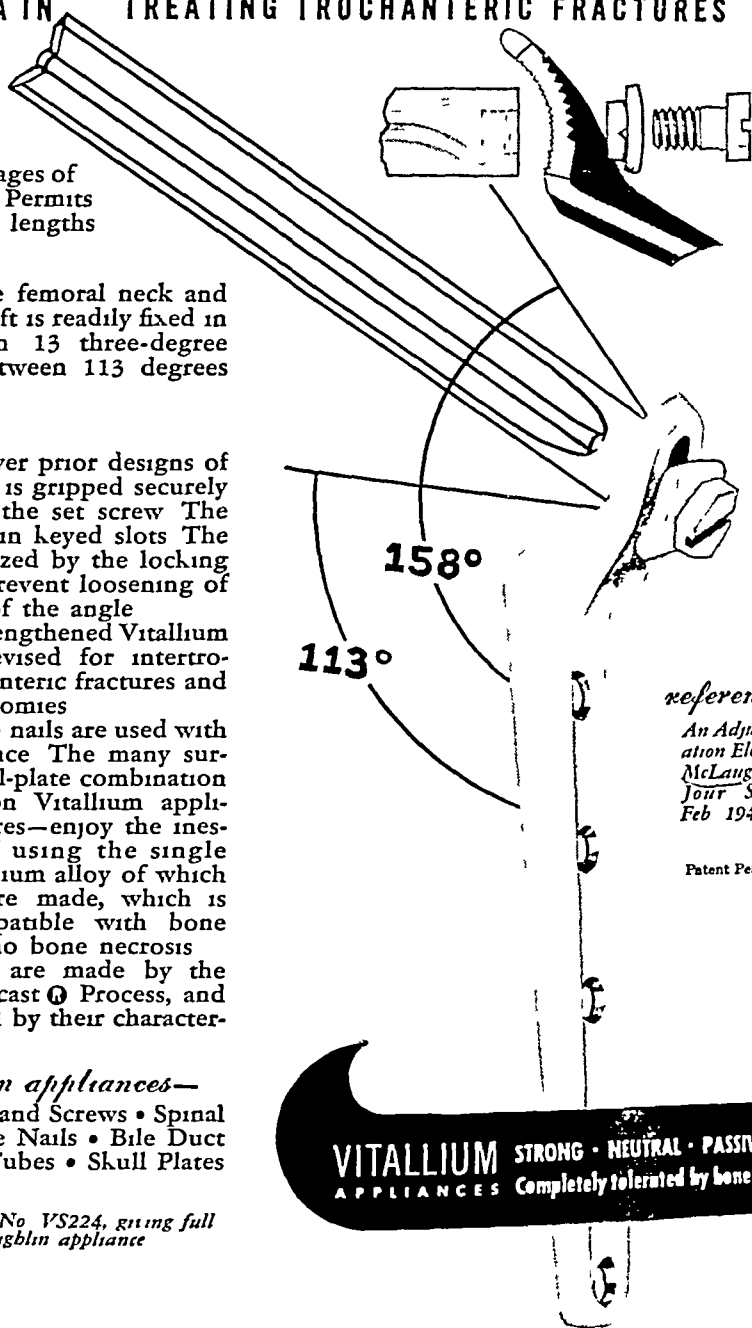 IN TREATING TROCHANTERIC FRACTURES
ages of
Permits
lengths
e femoral neck and
ft is readily fixed in
n 13 three-degree
tween 113 degrees
ver prior designs of
is gripped securely
the set screw The
in keyed slots The
zed by the locking
revent loosening of
of the angle
engthened Vitallium
evised for intertro-
nteric fractures and
omies
nails are used with
nce The many sur-
l-plate combination
on Vitallium appli-
res—enjoy the ines-
using the single
ium alloy of which
re made, which is
patible with bone
no bone necrosis
are made by the
cast ® Process, and
by their character-
n appliances—
and Screws • Spinal
e Nails • Bile Duct
Tubes • Skull Plates
No VS224, giving full
ughlin appliance
158°
113°
referen
An Adju
ation Ele
McLaug
Jour S
Feb 194
Patent Pe
VITALLIUM
APPLIANCES
STRONG · NEUTRAL · PASSIV
Completely tolerated by bone